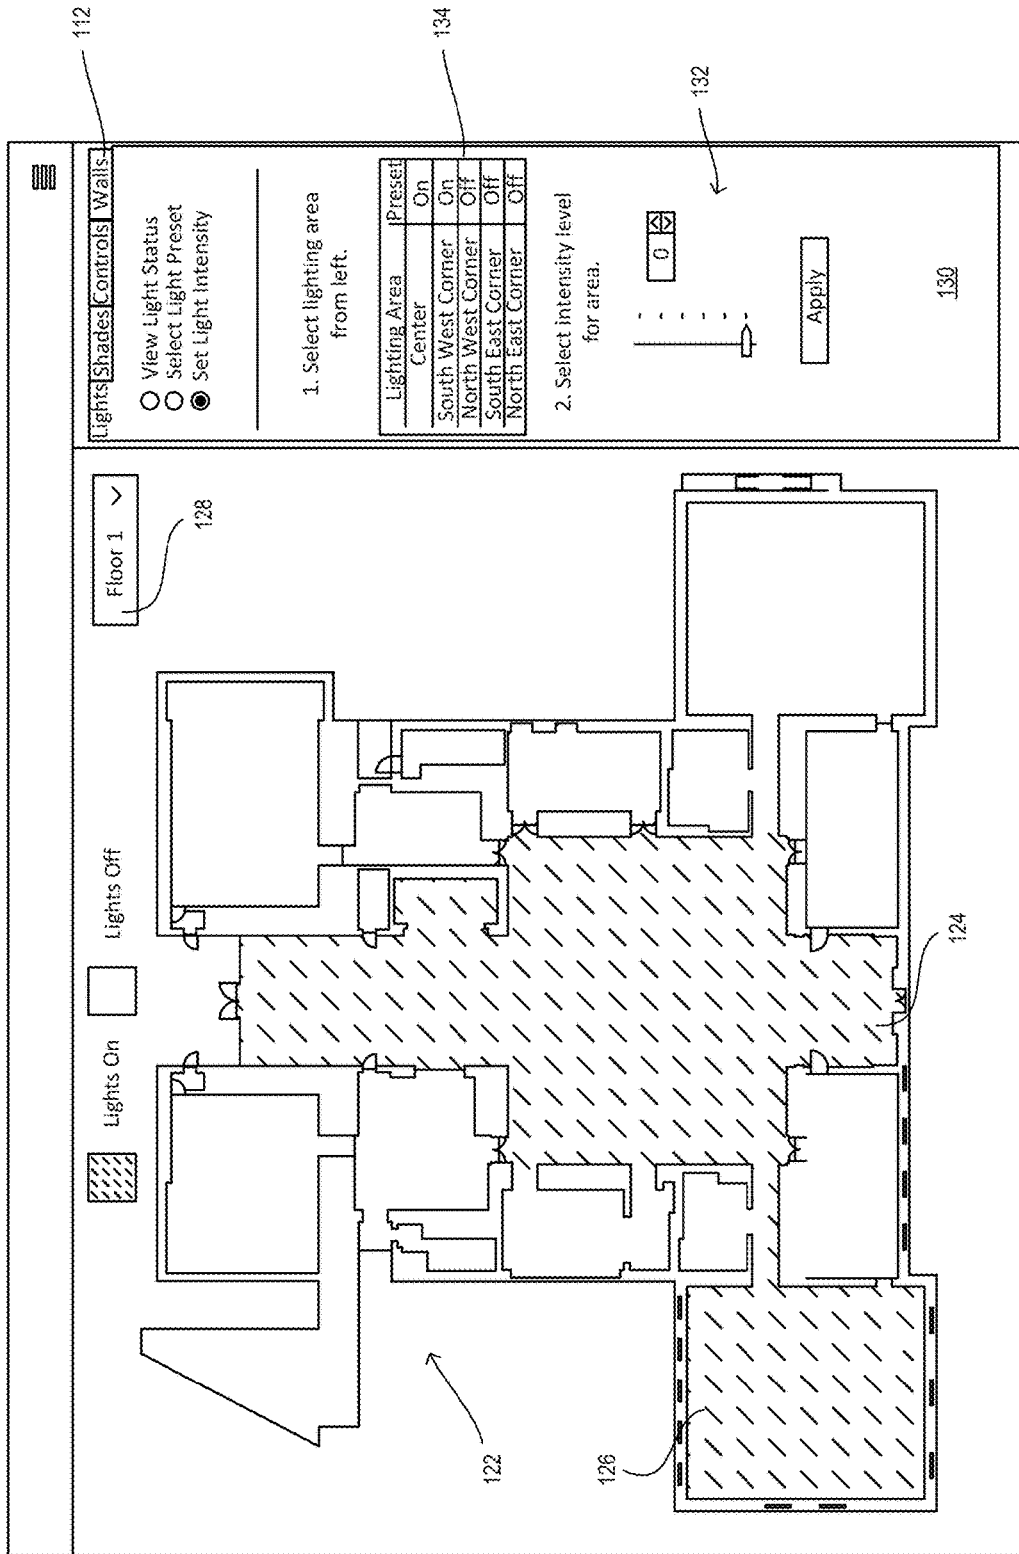 Lights On
Lights Off
Floor 1
128
122
126
124
112
Lights Shades Controls Walls
View Light Status
Select Light Preset
Set Light Intensity
1. Select lighting area
from left.
134
Lighting Area Preset
Center On
South West Corner On
North West Corner Off
South East Corner Off
North East Corner Off
2. Select intensity level
for area.
0
132
Apply
130